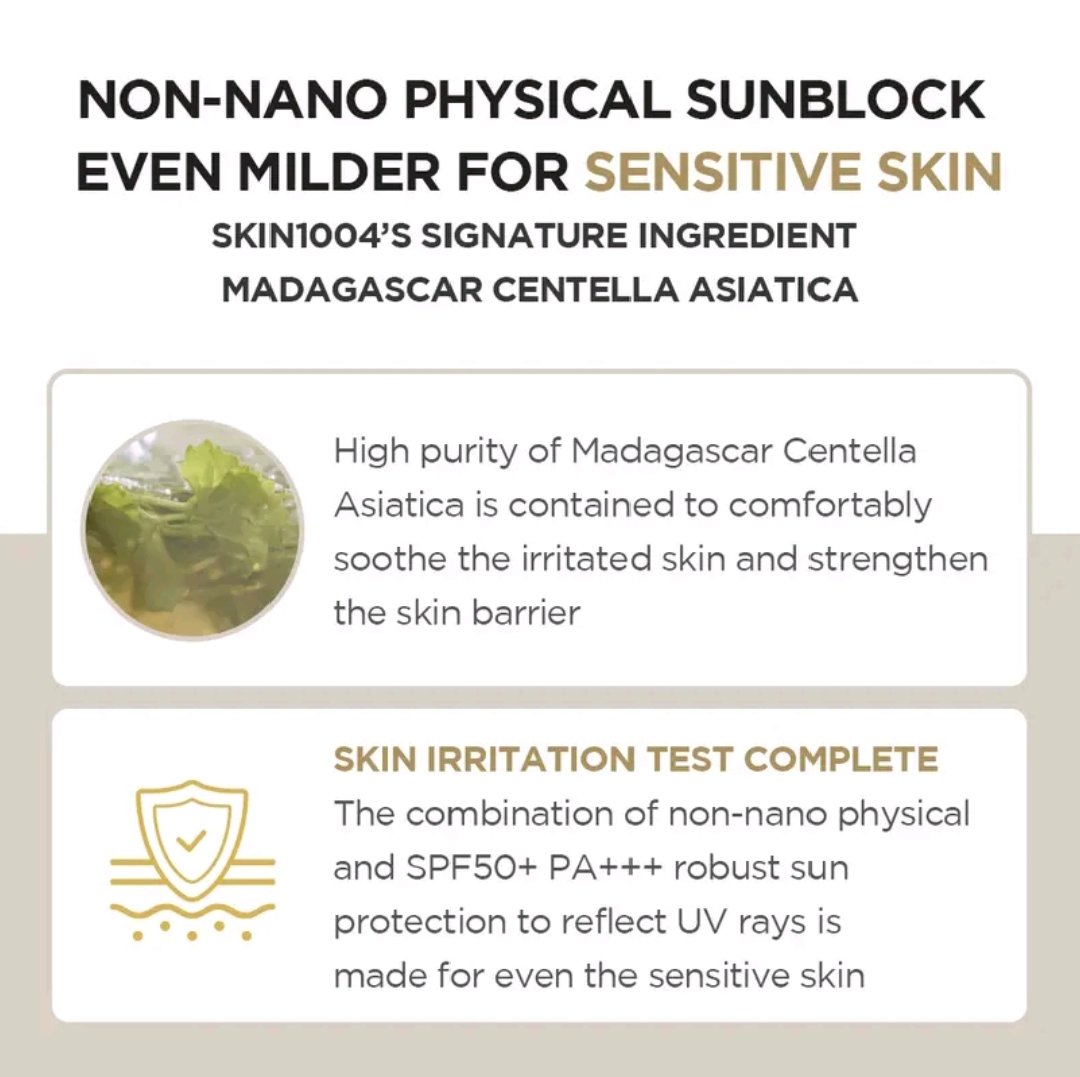 NON-NANO PHYSICAL SUNBLOCK
EVEN MILDER FOR SENSITIVE SKIN
SKIN1004’S SIGNATURE INGREDIENT
MADAGASCAR CENTELLA ASIATICA
High purity of Madagascar Centella
Asiatica is contained to comfortably
soothe the irritated skin and strengthen
the skin barrier
SKIN IRRITATION TEST COMPLETE
The combination of non-nano physical
and SPF50+ PA+++ robust sun
protection to reflect UV rays is
made for even the sensitive skin